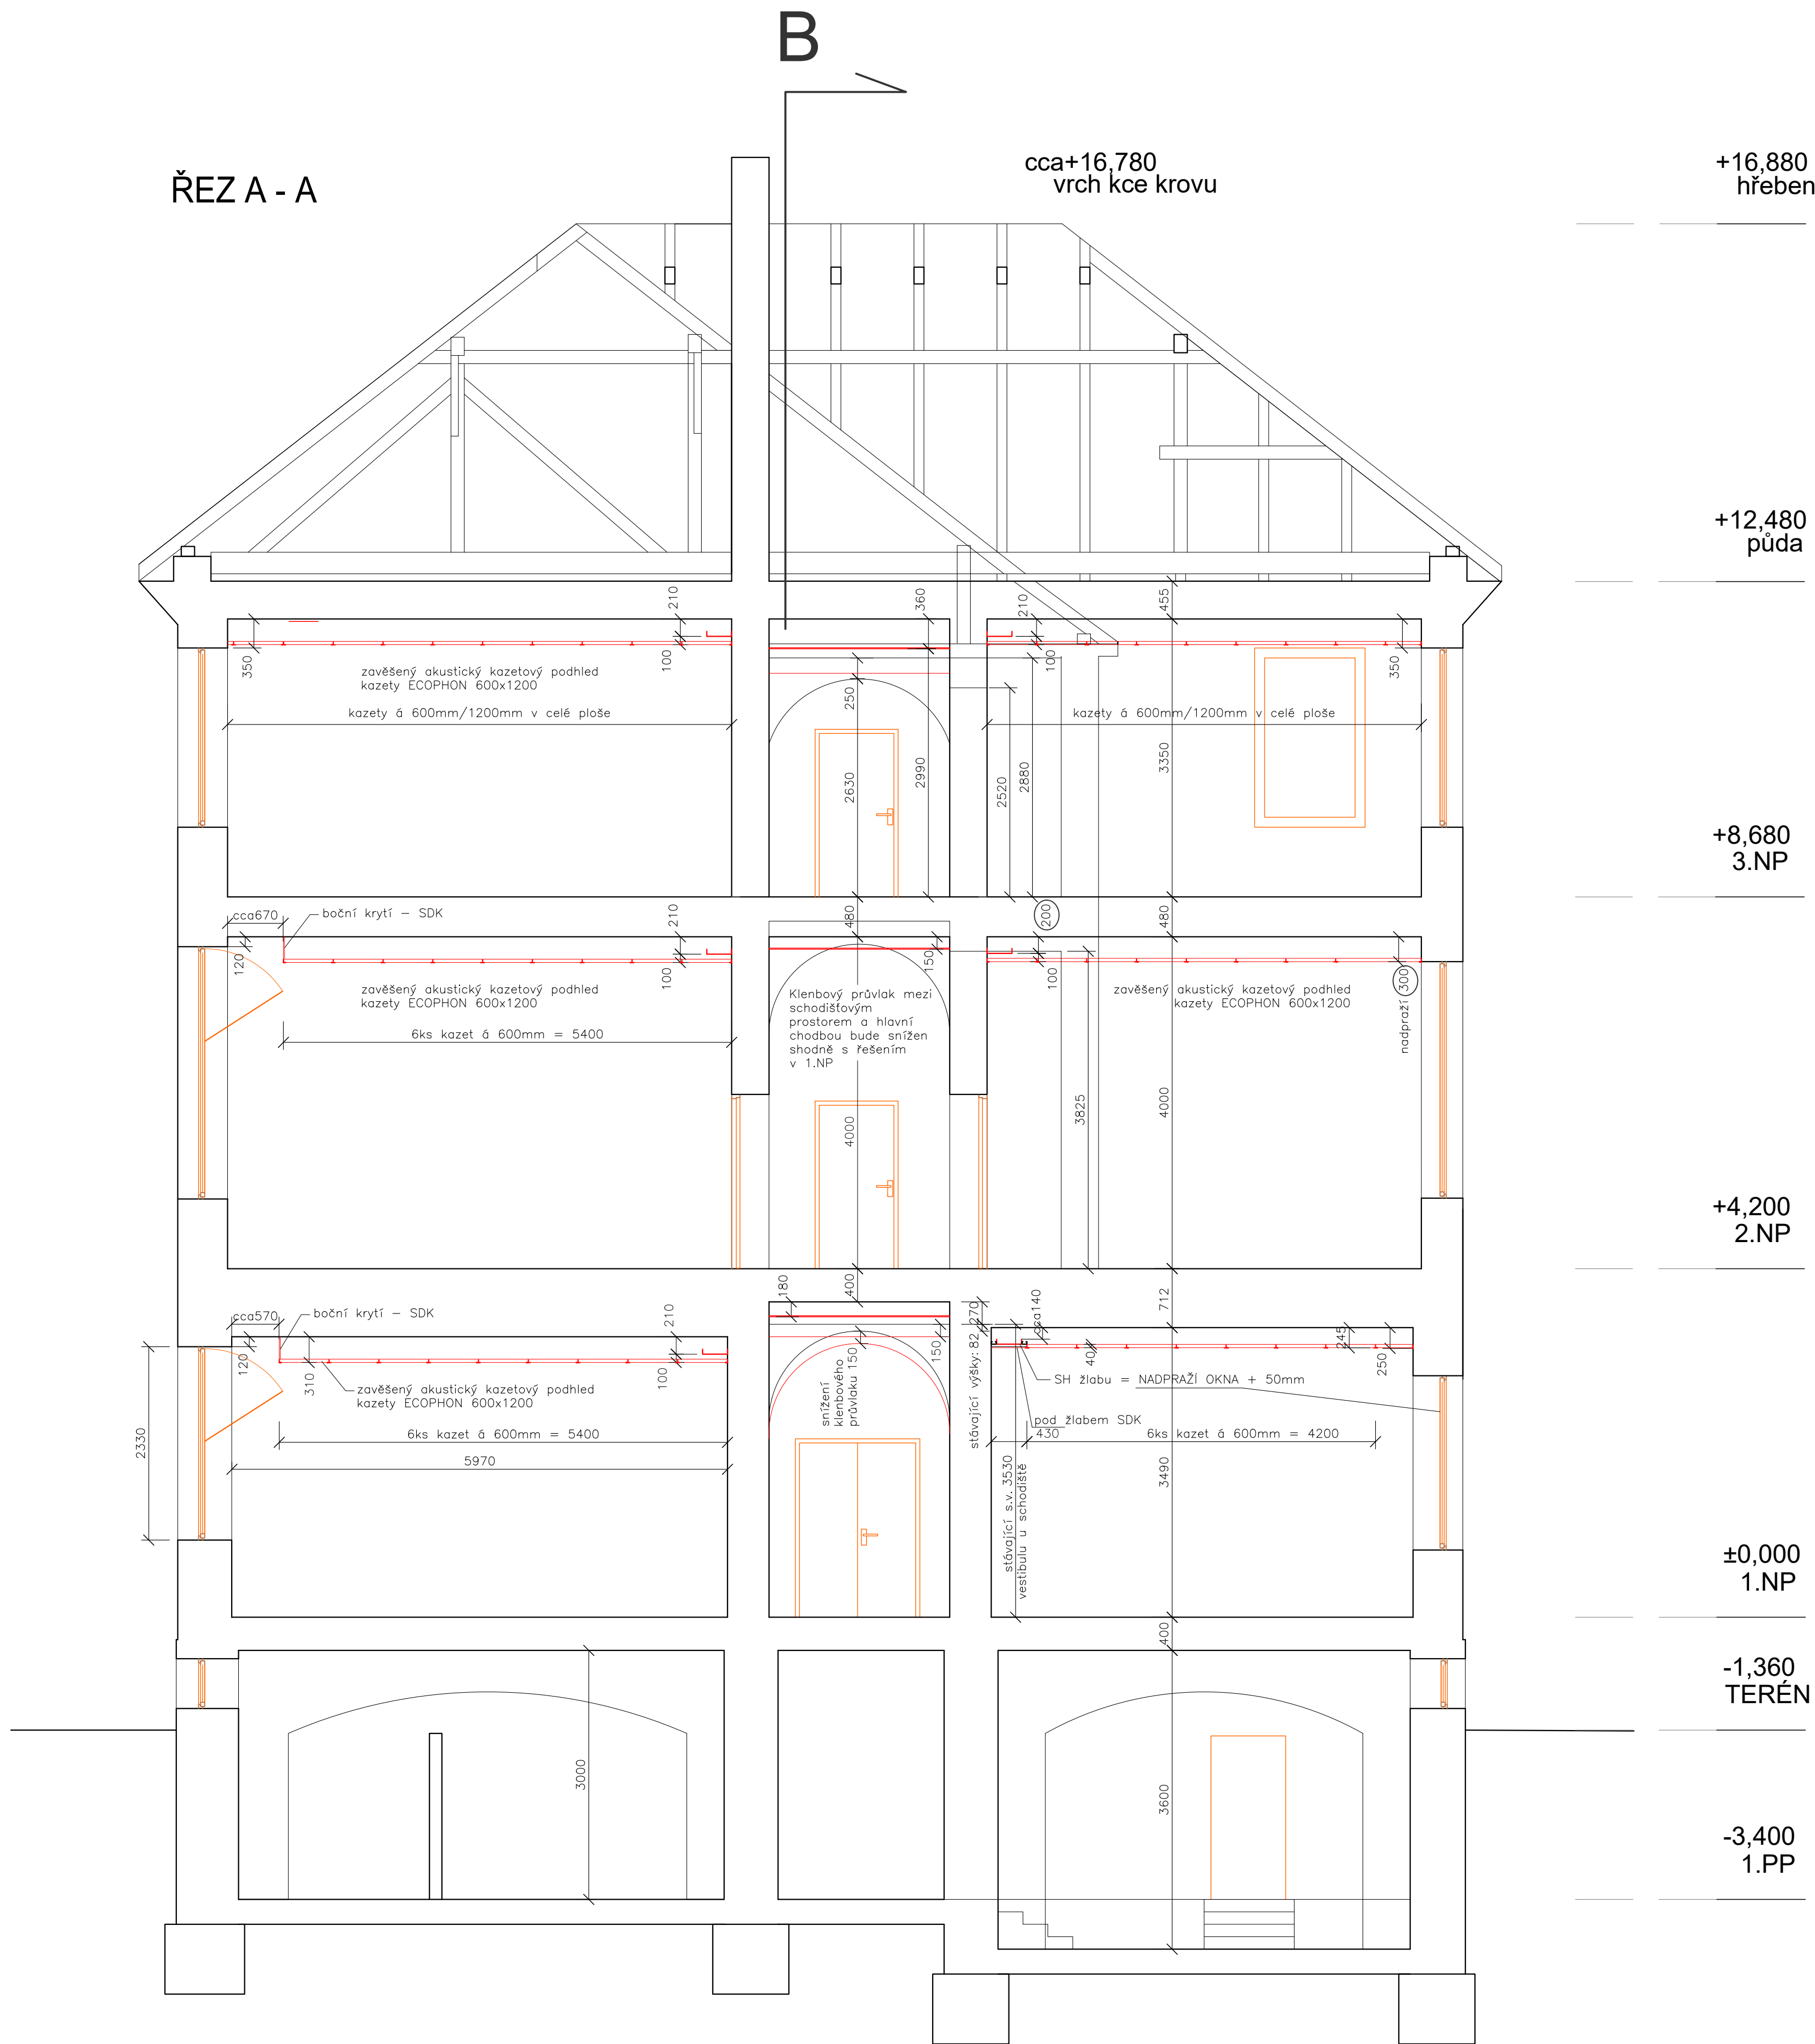 B
ŘEZ A - A
cca+16,780
vrch kce krovu
+16,880
hřeben
+12,480
půda
210
360
210
455
350
100
100
350
zavěšený akustický kazetový podhled
kazety ECOPHON 600x1200
250
kazety á 600mm/1200mm v celé ploše
kazety á 600mm/1200mm v celé ploše
2630
2990
2520
2880
3350
+8,680
3.NP
cca670
boční krytí – SDK
210
480
200
480
120
100
150
100
300
nadpraží
zavěšený akustický kazetový podhled
kazety ECOPHON 600x1200
Klenbový průvlak mezi
schodišťovým
prostorem a hlavní
chodbou bude snížen
shodně s řešením
v 1.NP
zavěšený akustický kazetový podhled
kazety ECOPHON 600x1200
6ks kazet á 600mm = 5400
4000
3825
4000
+4,200
2.NP
cca570
boční krytí – SDK
210
180
400
270
cca140
712
120
310
100
150
150
82
stávající výšky:
40
245
250
zavěšený akustický kazetový podhled
kazety ECOPHON 600x1200
snížení
klenbového
průvlaku
SH žlabu = NADPRAŽÍ OKNA + 50mm
pod žlabem SDK
430
6ks kazet á 600mm = 4200
6ks kazet á 600mm = 5400
5970
2330
stávající s.v. 3530
vestibulu u schodiště
3490
±0,000
1.NP
400
-1,360
TERÉN
3000
3600
-3,400
1.PP